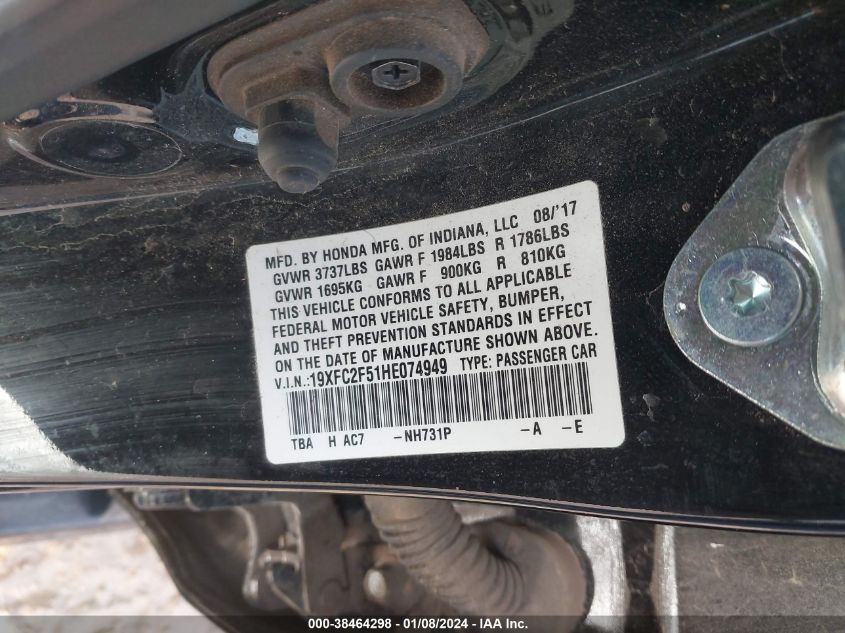 MFD. BY HONDA MFG. OF INDIANA, LLC 08/'17
GVWR 3737LBS GAWR F 1984LBS R 1786LBS
GVWR 1695KG GAWR F 900KG R 810KG
THIS VEHICLE CONFORMS TO ALL APPLICABLE
FEDERAL MOTOR VEHICLE SAFETY, BUMPER,
AND THEFT PREVENTION STANDARDS IN EFFECT
ON THE DATE OF MANUFACTURE SHOWN ABOVE.
V.I.N.:19XFC2F51HE074949 TYPE: PASSENGER CAR
TBA H AC7 -NH731P -A -E
000-38464298 - 01/08/2024 - IAA Inc.